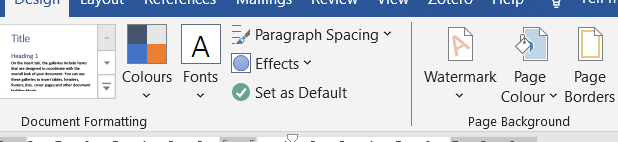 Design Layout References Mailings Review View Zotero Help Tell m
Title
Heading 1
On the Insert tab, the galleries include items
that are designed to coordinate with the
overall look of your document. You can use
these galleries to insert tables, headers,
footers, lists, cover pages and other document
building blocks.
Colours
Fonts
A
Paragraph Spacing
Effects
Set as Default
Document Formatting
A
Watermark
Page
Colour
Page
Borders
Page Background